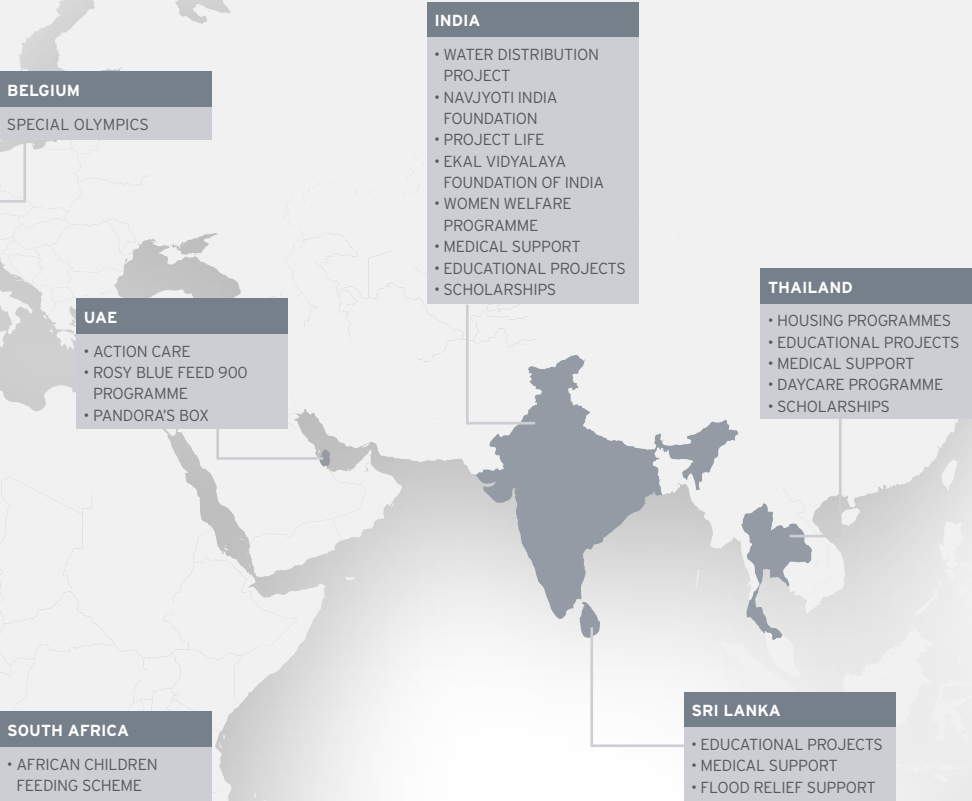 INDIA
• WATER DISTRIBUTION
PROJECT
• NAVJYOTI INDIA
FOUNDATION
• PROJECT LIFE
• EKAL VIDYALAYA
FOUNDATION OF INDIA
• WOMEN WELFARE
PROGRAMME
• MEDICAL SUPPORT
• EDUCATIONAL PROJECTS
• SCHOLARSHIPS
BELGIUM
SPECIAL OLYMPICS
THAILAND
• HOUSING PROGRAMMES
• EDUCATIONAL PROJECTS
• MEDICAL SUPPORT
• DAYCARE PROGRAMME
• SCHOLARSHIPS
UAE
• ACTION CARE
• ROSY BLUE FEED 900
PROGRAMME
• PANDORA'S BOX
SRI LANKA
• EDUCATIONAL PROJECTS
• MEDICAL SUPPORT
• FLOOD RELIEF SUPPORT
SOUTH AFRICA
• AFRICAN CHILDREN
FEEDING SCHEME